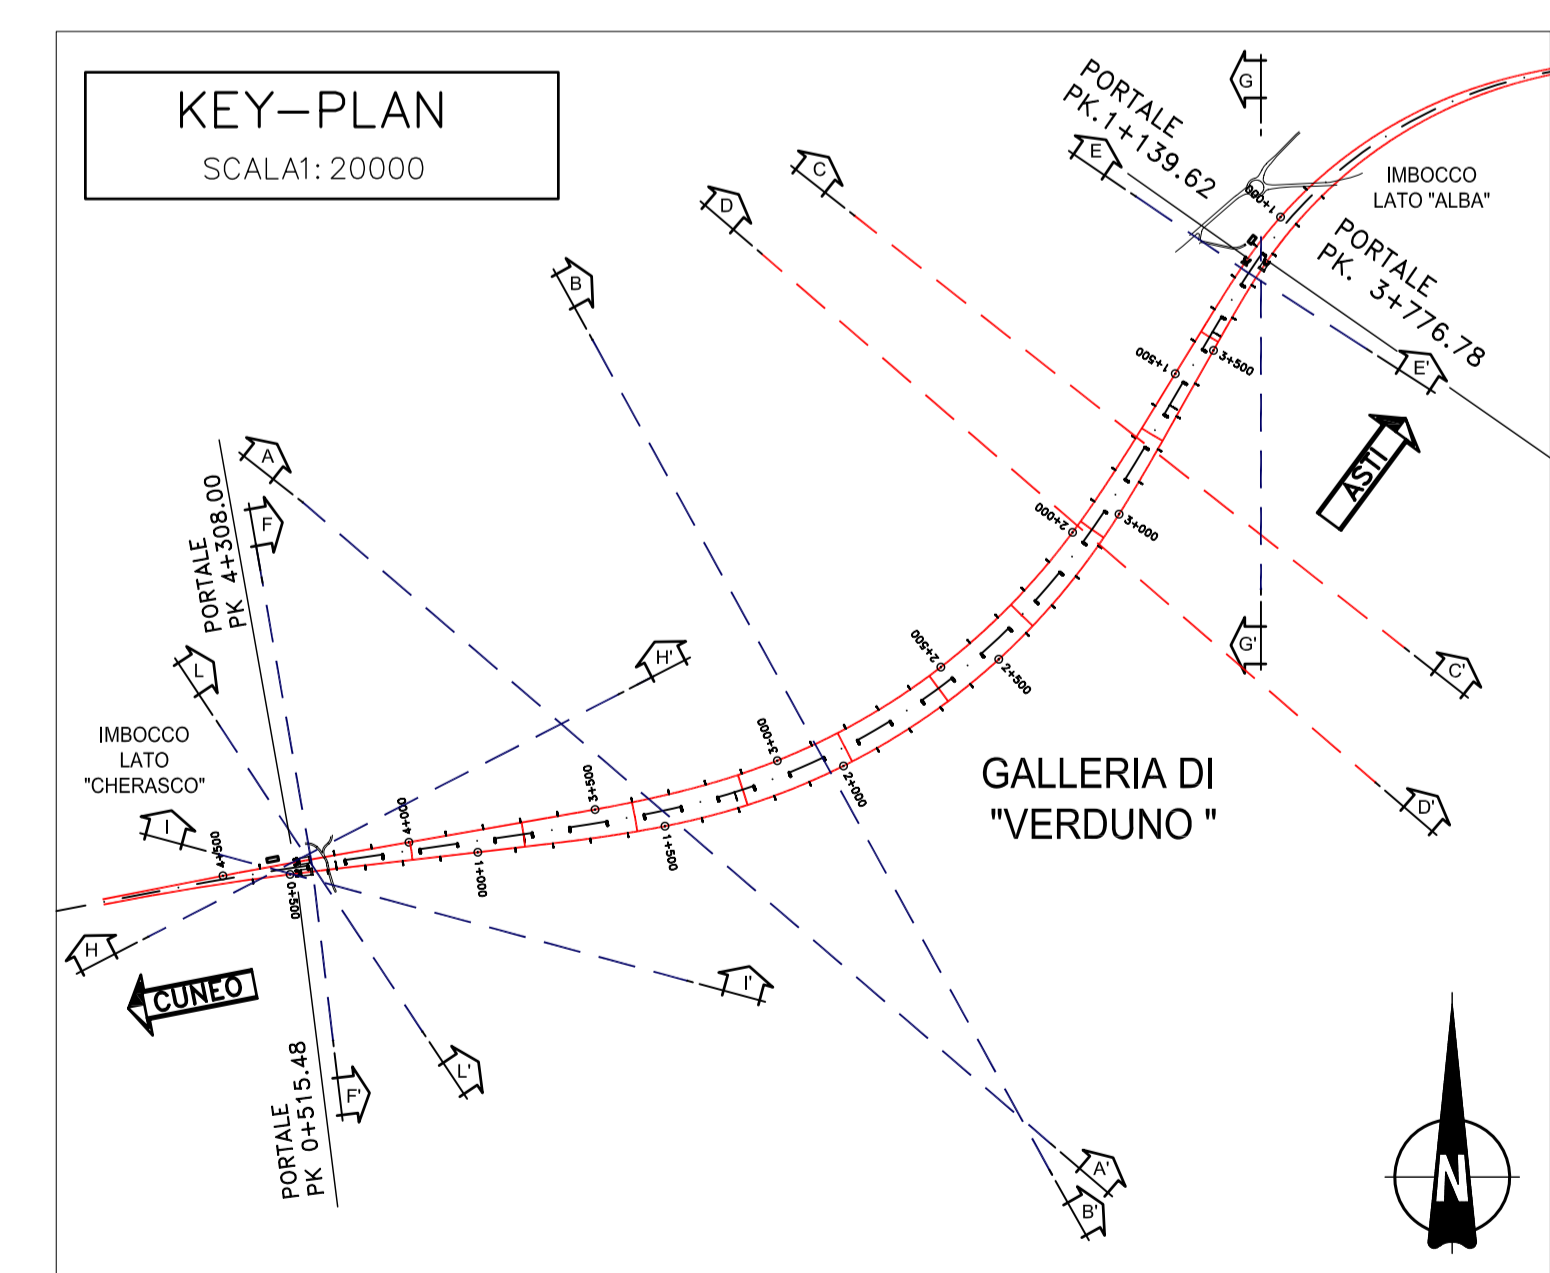 KEY-PLAN
SCALA1:20000
PORTALE
PK.1+139.62
G
E
C
D
B
IMBOCCO
LATO "ALBA"
1+000
PORTALE
PK. 3+776.78
E'
3+500
1+500
ASTI
A
F
PORTALE
PK 4+308.00
2+000
3+000
L
H'
G'
C'
2+500
2+500
IMBOCCO
LATO
"CHERASCO"
I
3+000
2+000
3+500
4+000
1+500
1+000
4+500
0+500
GALLERIA DI
"VERDUNO "
D'
H
CUNEO
I'
L'
F'
PORTALE
PK 0+515.48
A'
B'
N